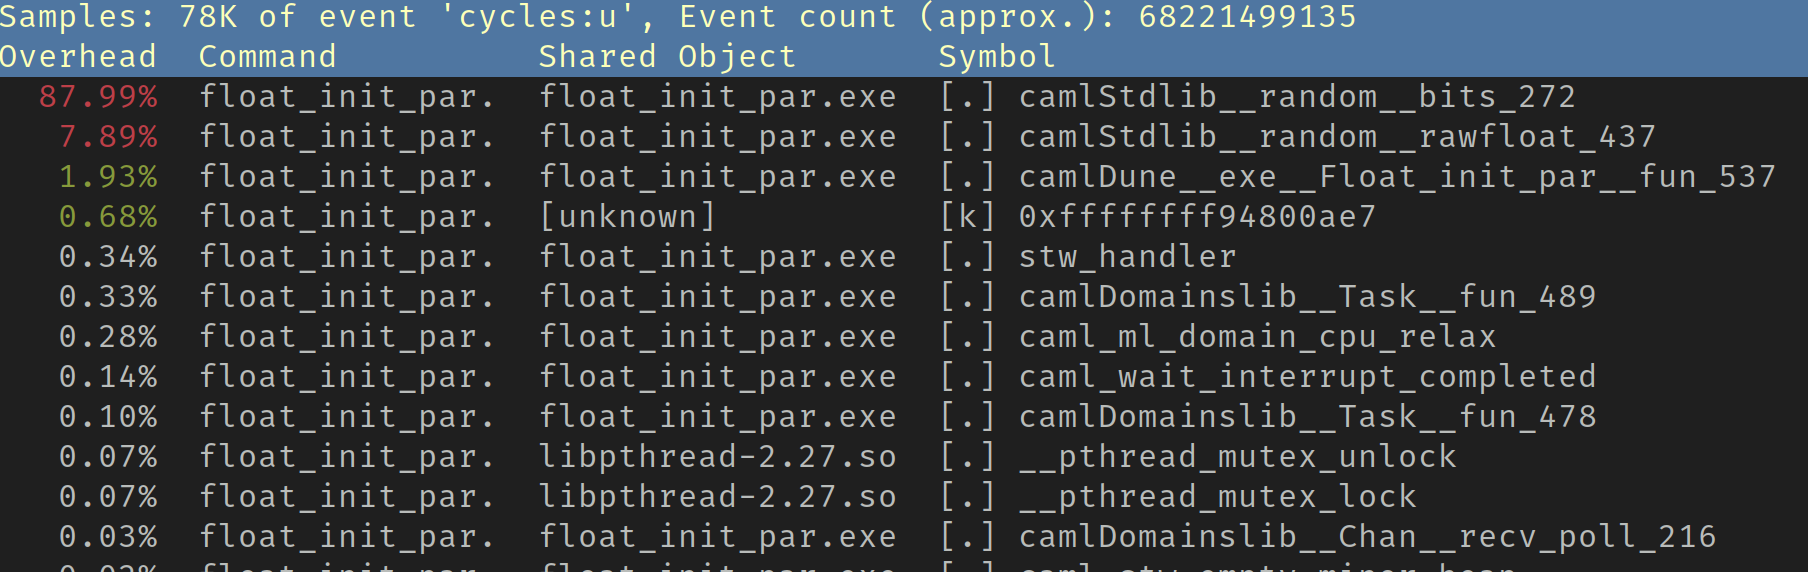 Samples: 78K of event 'cycles:u', Event count (approx.): 68221499135
Overhead  Command           Shared Object       Symbol
87.99%  float_init_par.  float_init_par.exe  [.] camlStdlib__random__bits_272
7.89%  float_init_par.  float_init_par.exe  [.] camlStdlib__random__rawfloat_437
1.93%  float_init_par.  float_init_par.exe  [.] camlDune__exe__Float_init_par__fun_537
0.68%  float_init_par.  [unknown]           [k] 0xffffffff94800ae7
0.34%  float_init_par.  float_init_par.exe  [.] stw_handler
0.33%  float_init_par.  float_init_par.exe  [.] camlDomainslib__Task__fun_489
0.28%  float_init_par.  float_init_par.exe  [.] caml_ml_domain_cpu_relax
0.14%  float_init_par.  float_init_par.exe  [.] caml_wait_interrupt_completed
0.10%  float_init_par.  float_init_par.exe  [.] camlDomainslib__Task__fun_478
0.07%  float_init_par.  libpthread-2.27.so  [.] __pthread_mutex_unlock
0.07%  float_init_par.  libpthread-2.27.so  [.] __pthread_mutex_lock
0.03%  float_init_par.  float_init_par.exe  [.] camlDomainslib__Chan__recv_poll_216